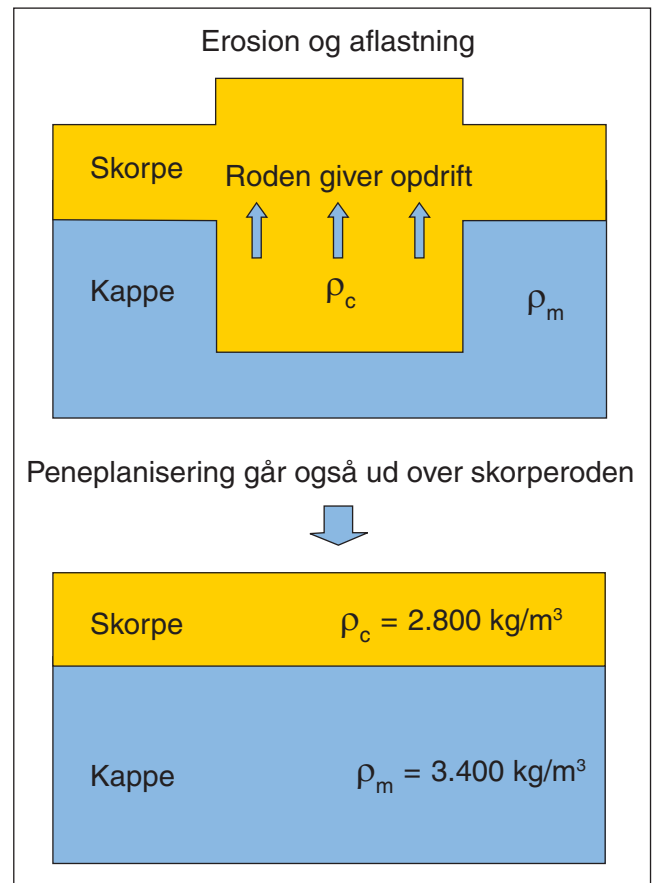 Erosion og aflastning
Skorpe
Roden giver opdrift
Kappe
ρc
ρm
Peneplanisering går også ud over skorperoden
Skorpe
ρc = 2.800 kg/m³
Kappe
ρm = 3.400 kg/m³